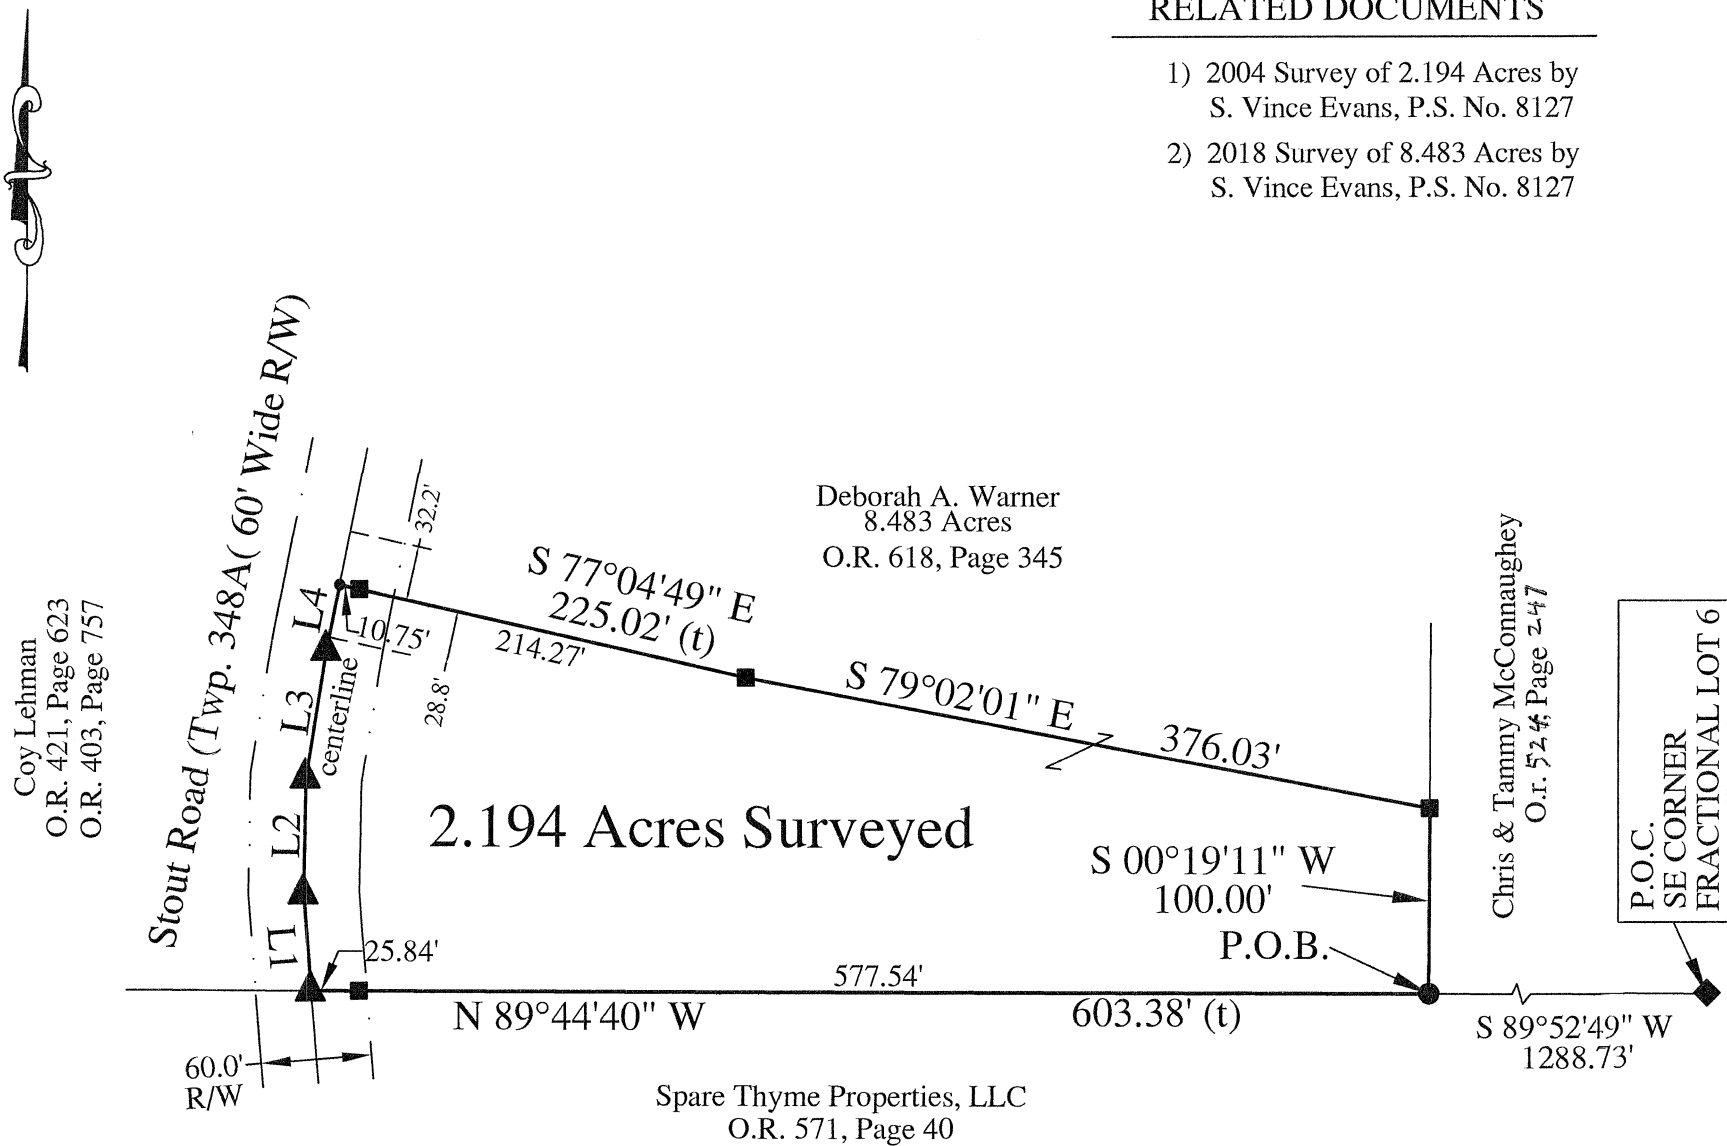 RELATED DOCUMENTS
1) 2004 Survey of 2.194 Acres by
S. Vince Evans, P.S. No. 8127
2) 2018 Survey of 8.483 Acres by
S. Vince Evans, P.S. No. 8127
Stout Road (Twp. 348A( 60' Wide R/W)
Coy Lehman
O.R. 421, Page 623
O.R. 403, Page 757
Deborah A. Warner
8.483 Acres
O.R. 618, Page 345
32.2'
S 77°04'49" E
225.02' (t)
214.27'
10.75'
28.8'
centerline
L4
L3
L2
L1
S 79°02'01" E
376.03'
2.194 Acres Surveyed
S 00°19'11" W
100.00'
P.O.B.
Chris & Tammy McConnaughey
O.r. 524, Page 247
P.O.C.
SE CORNER
FRACTIONAL LOT 6
25.84'
577.54'
N 89°44'40" W
603.38' (t)
S 89°52'49" W
1288.73'
60.0'
R/W
Spare Thyme Properties, LLC
O.R. 571, Page 40